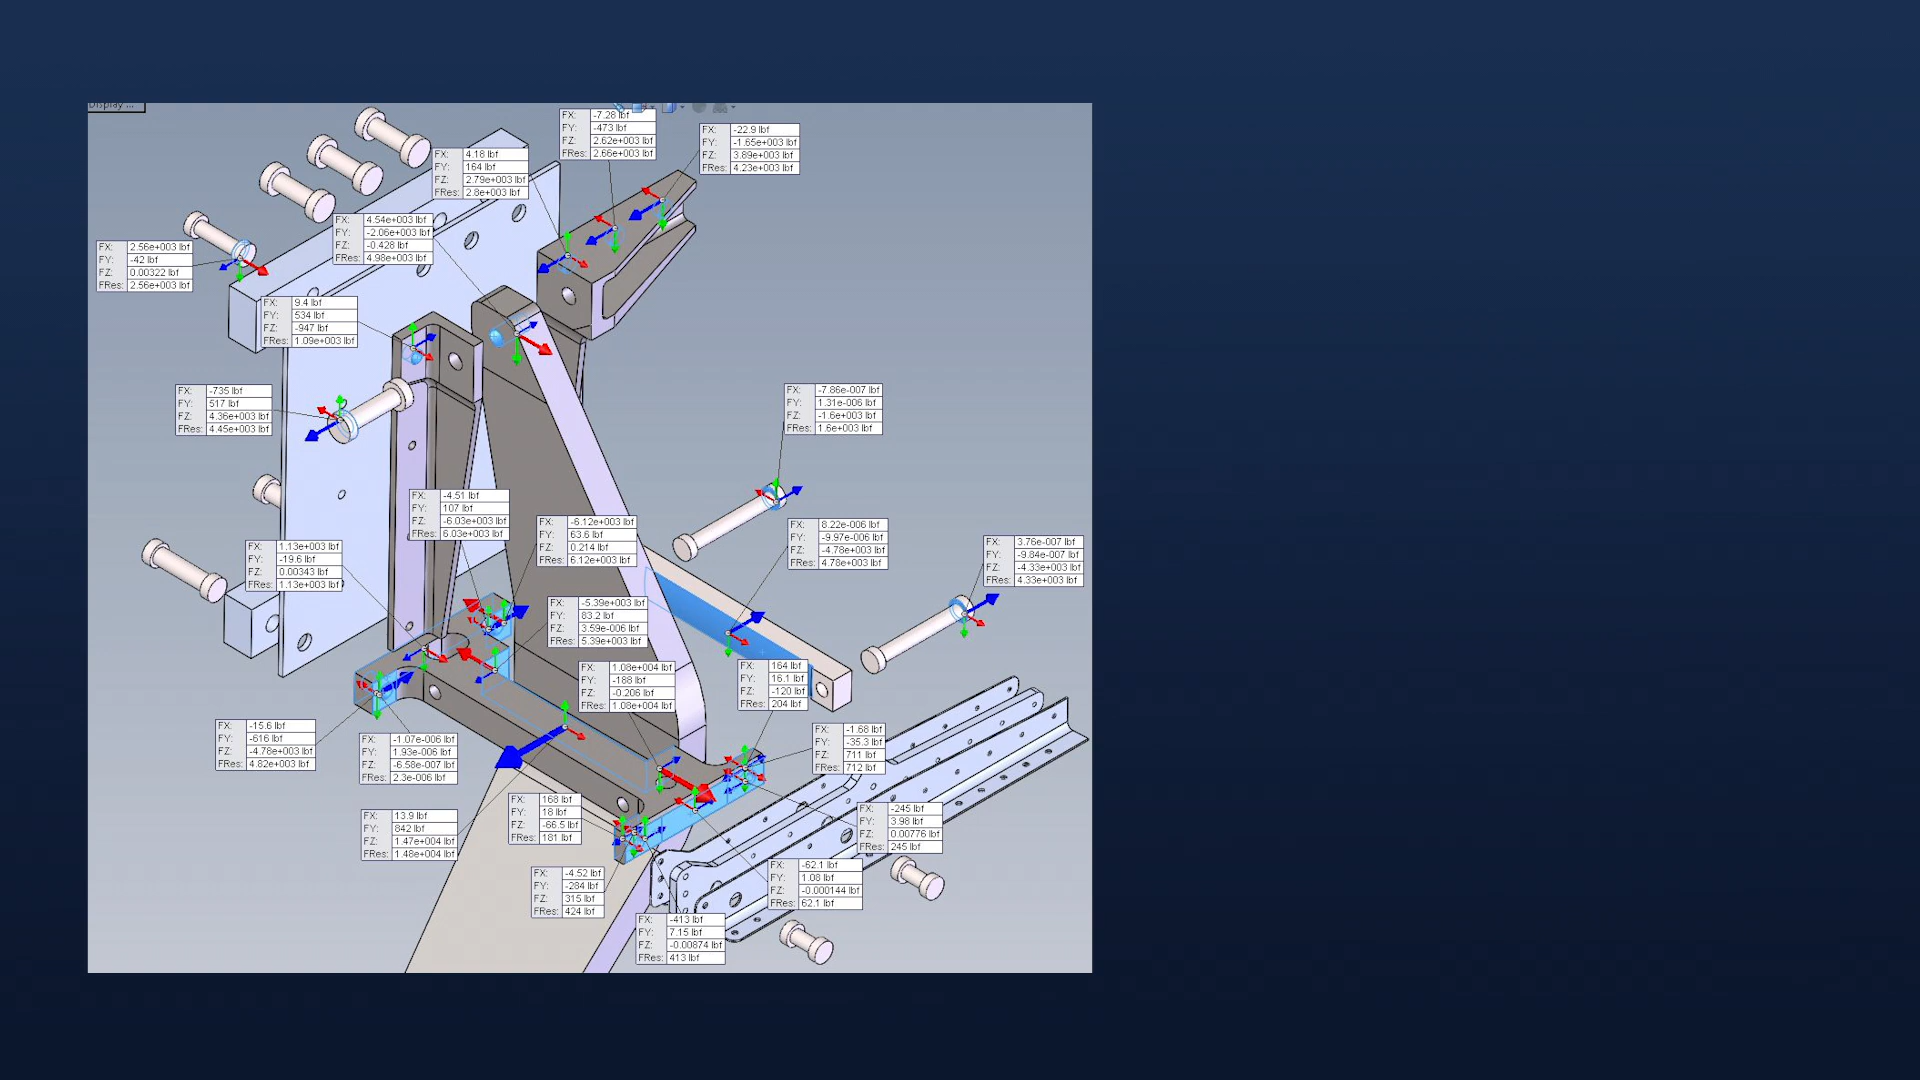 Display ...
FX: -7.28 lbf
FY: -473 lbf
FZ: 2.62e+003 lbf
FRes: 2.66e+003 lbf
FX: -22.9 lbf
FY: -1.65e+003 lbf
FZ: 3.89e+003 lbf
FRes: 4.23e+003 lbf
FX: 4.18 lbf
FY: 164 lbf
FZ: 2.79e+003 lbf
FRes: 2.8e+003 lbf
FX: 4.54e+003 lbf
FY: -2.06e+003 lbf
FZ: -0.428 lbf
FRes: 4.98e+003 lbf
FX: 2.56e+003 lbf
FY: -42 lbf
FZ: 0.00322 lbf
FRes: 2.56e+003 lbf
FX: 9.4 lbf
FY: 534 lbf
FZ: -947 lbf
FRes: 1.09e+003 lbf
FX: -735 lbf
FY: 517 lbf
FZ: 4.36e+003 lbf
FRes: 4.45e+003 lbf
FX: -7.86e-007 lbf
FY: 1.31e-006 lbf
FZ: -1.6e+003 lbf
FRes: 1.6e+003 lbf
FX: -4.51 lbf
FY: 107 lbf
FZ: -6.03e+003 lbf
FRes: 6.03e+003 lbf
FX: -6.12e+003 lbf
FY: 63.6 lbf
FZ: 0.214 lbf
FRes: 6.12e+003 lbf
FX: 8.22e-006 lbf
FY: -9.97e-006 lbf
FZ: -4.78e+003 lbf
FRes: 4.78e+003 lbf
FX: 3.76e-007 lbf
FY: -9.84e-007 lbf
FZ: -4.33e+003 lbf
FRes: 4.33e+003 lbf
FX: 1.13e+003 lbf
FY: -19.6 lbf
FZ: 0.00343 lbf
FRes: 1.13e+003 lbf
FX: -5.39e+003 lbf
FY: 83.2 lbf
FZ: 3.59e-006 lbf
FRes: 5.39e+003 lbf
FX: 1.08e+004 lbf
FY: -188 lbf
FZ: -0.206 lbf
FRes: 1.08e+004 lbf
FX: 164 lbf
FY: 16.1 lbf
FZ: -120 lbf
FRes: 204 lbf
FX: -15.6 lbf
FY: -616 lbf
FZ: -4.78e+003 lbf
FRes: 4.82e+003 lbf
FX: -1.07e-006 lbf
FY: 1.93e-006 lbf
FZ: -6.58e-007 lbf
FRes: 2.3e-006 lbf
FX: -1.68 lbf
FY: -35.3 lbf
FZ: 711 lbf
FRes: 712 lbf
FX: 13.9 lbf
FY: 842 lbf
FZ: 1.47e+004 lbf
FRes: 1.48e+004 lbf
FX: 168 lbf
FY: 18 lbf
FZ: -66.5 lbf
FRes: 181 lbf
FX: -245 lbf
FY: 3.98 lbf
FZ: 0.00776 lbf
FRes: 245 lbf
FX: -4.52 lbf
FY: -284 lbf
FZ: 315 lbf
FRes: 424 lbf
FX: -62.1 lbf
FY: 1.08 lbf
FZ: -0.000144 lbf
FRes: 62.1 lbf
FX: -413 lbf
FY: 7.15 lbf
FZ: -0.00874 lbf
FRes: 413 lbf